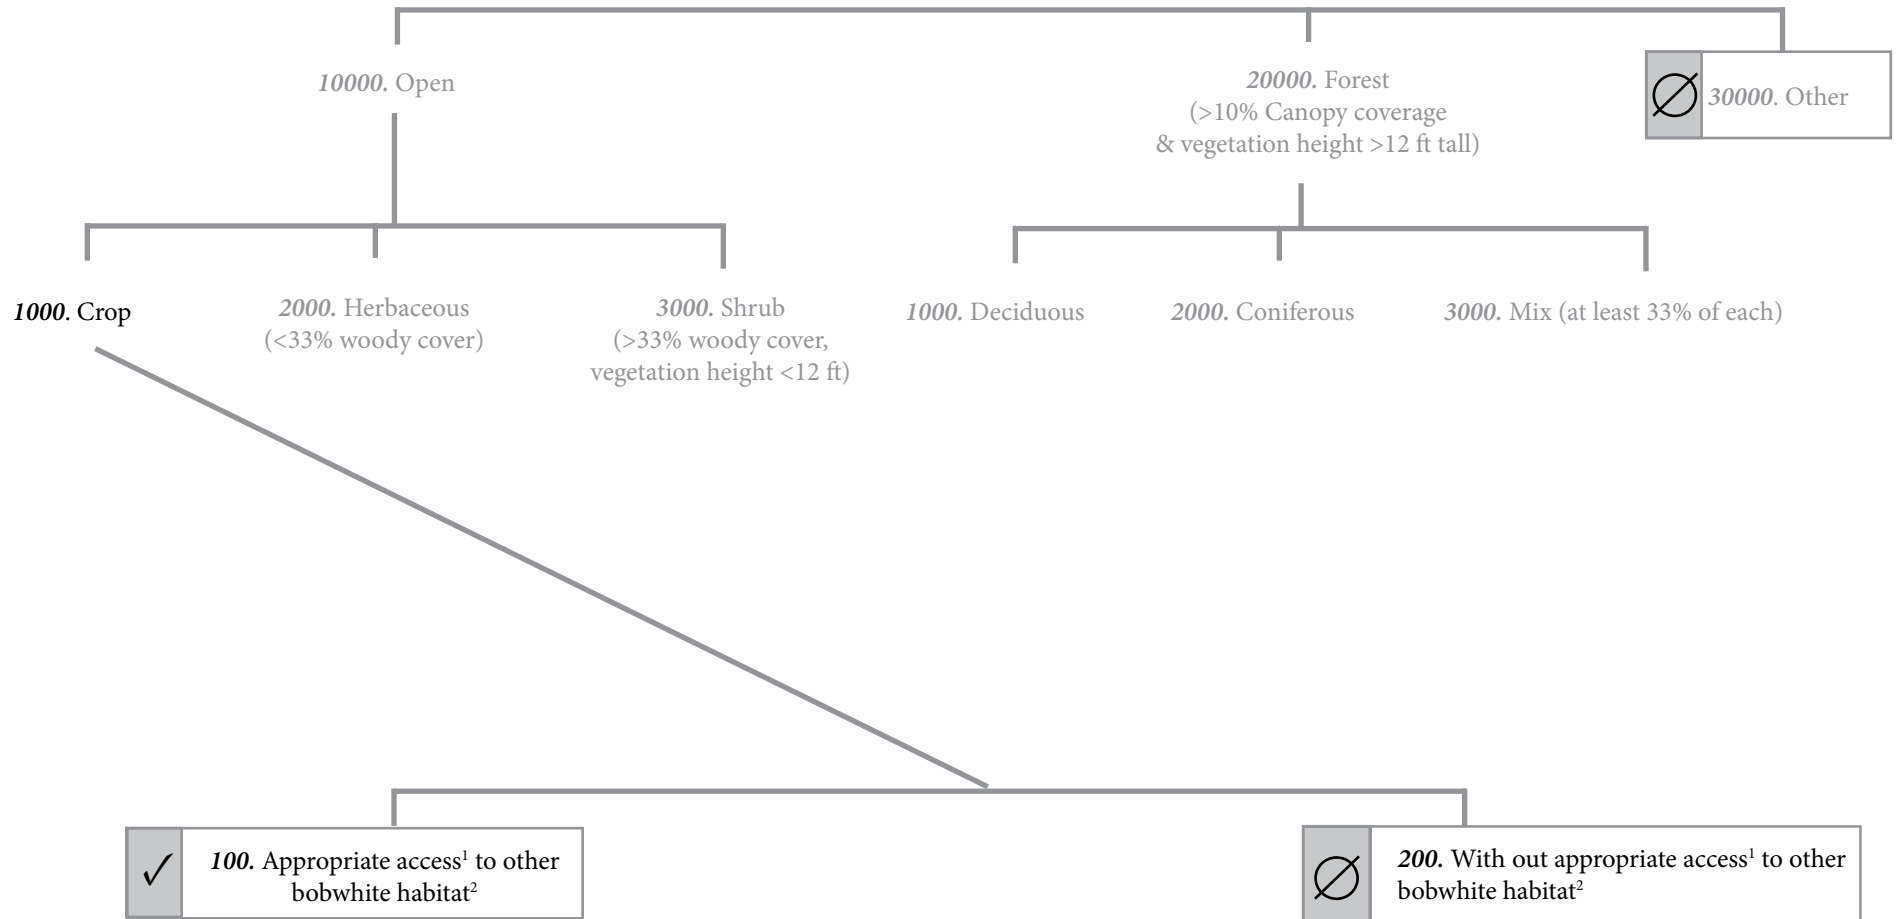 10000. Open
20000. Forest
(>10% Canopy coverage
& vegetation height >12 ft tall)
30000. Other
1000. Crop
2000. Herbaceous
(<33% woody cover)
3000. Shrub
(>33% woody cover,
vegetation height <12 ft)
1000. Deciduous
2000. Coniferous
3000. Mix (at least 33% of each)
100. Appropriate access¹ to other
bobwhite habitat²
200. With out appropriate access¹ to other
bobwhite habitat²